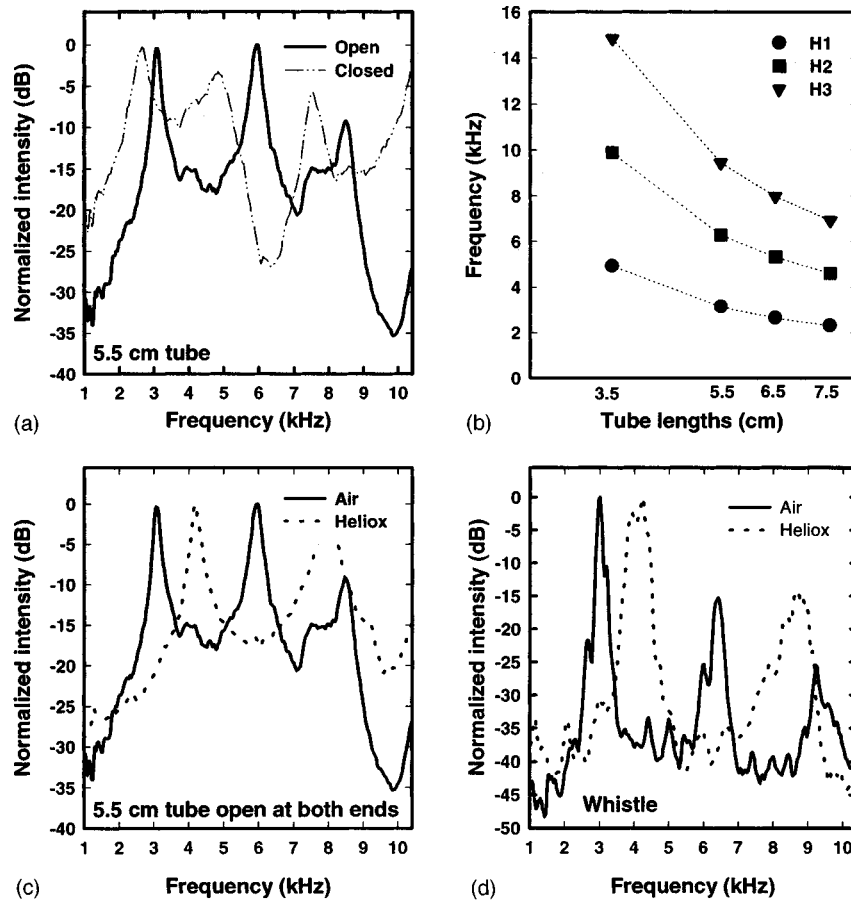 0
-5
-10
-15
-20
-25
-30
-35
-40
Normalized intensity (dB)
Open
Closed
5.5 cm tube
1 2 3 4 5 6 7 8 9 10
Frequency (kHz)
(a)
16
14
12
10
8
6
4
2
0
Frequency (kHz)
H1
H2
H3
3.5 5.5 6.5 7.5
Tube lengths (cm)
(b)
0
-5
-10
-15
-20
-25
-30
-35
-40
Normalized intensity (dB)
Air
Heliox
5.5 cm tube open at both ends
1 2 3 4 5 6 7 8 9 10
Frequency (kHz)
(c)
0
-5
-10
-15
-20
-25
-30
-35
-40
-45
-50
Normalized intensity (dB)
Air
Heliox
Whistle
1 2 3 4 5 6 7 8 9 10
Frequency (kHz)
(d)